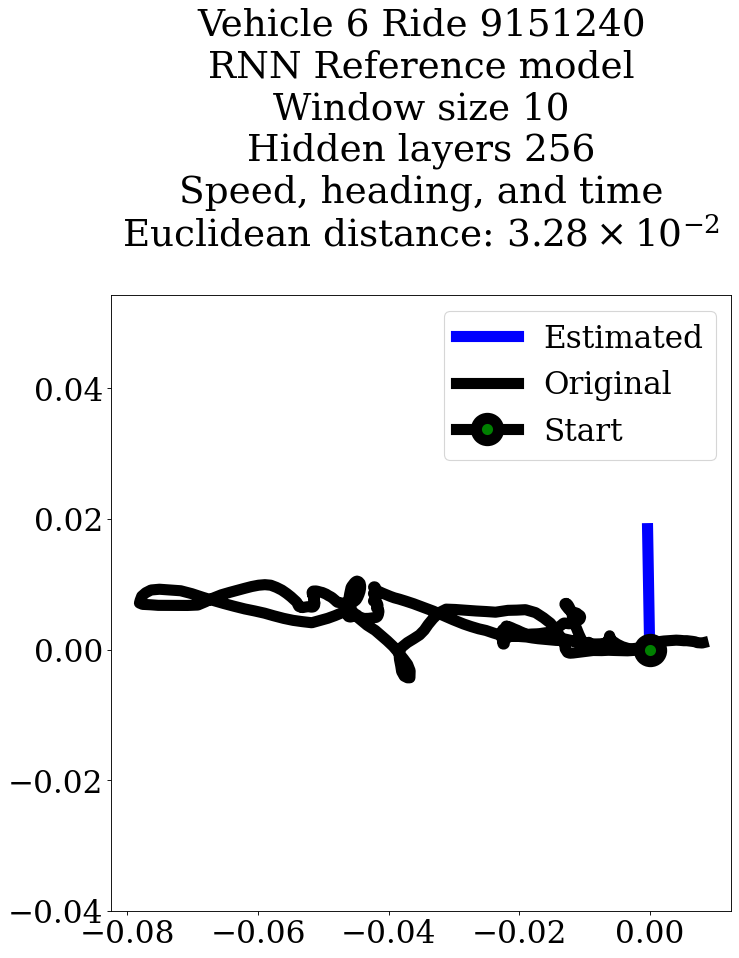 Vehicle 6 Ride 9151240
RNN Reference model
Window size 10
Hidden layers 256
Speed, heading, and time
Euclidean distance: 3.28 × 10⁻²
Estimated
Original
Start
0.04
0.02
0.00
−0.02
−0.04
−0.08
−0.06
−0.04
−0.02
0.00